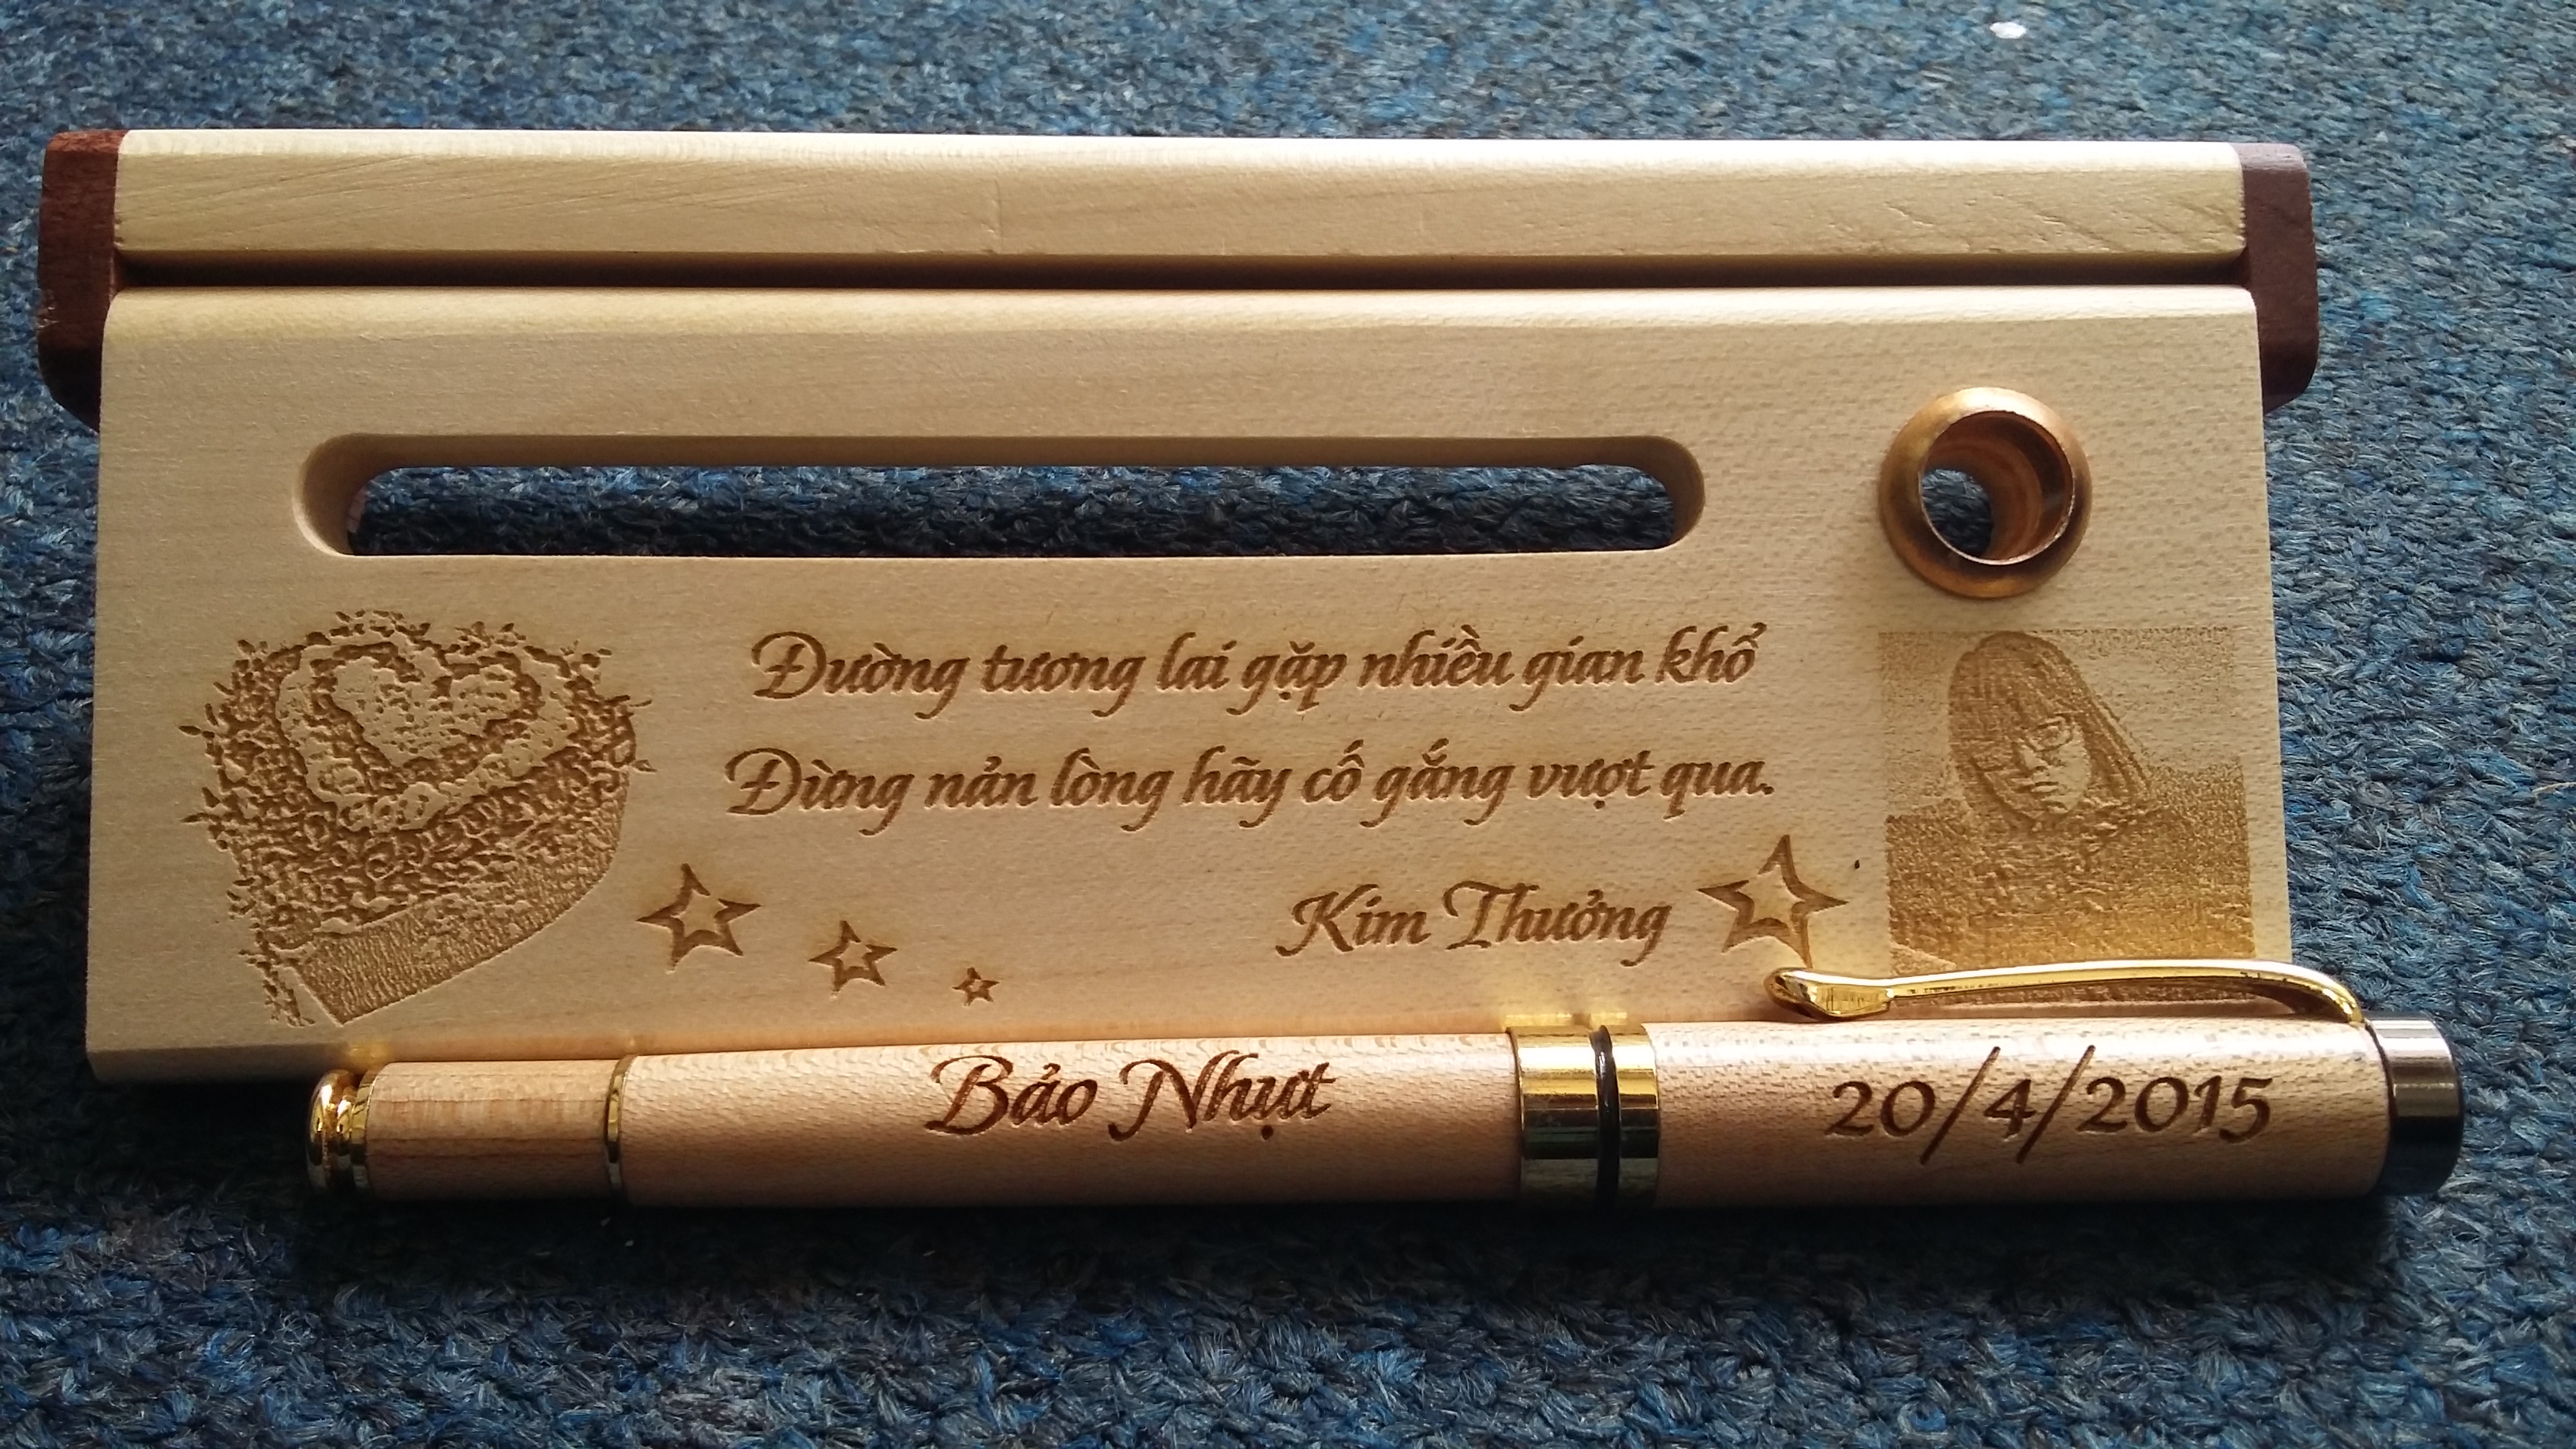 Đường tương lai gặp nhiều gian khổ
Đừng nản lòng hãy cố gắng vượt qua.
Kim Thưởng
Bảo Nhựt
20/4/2015